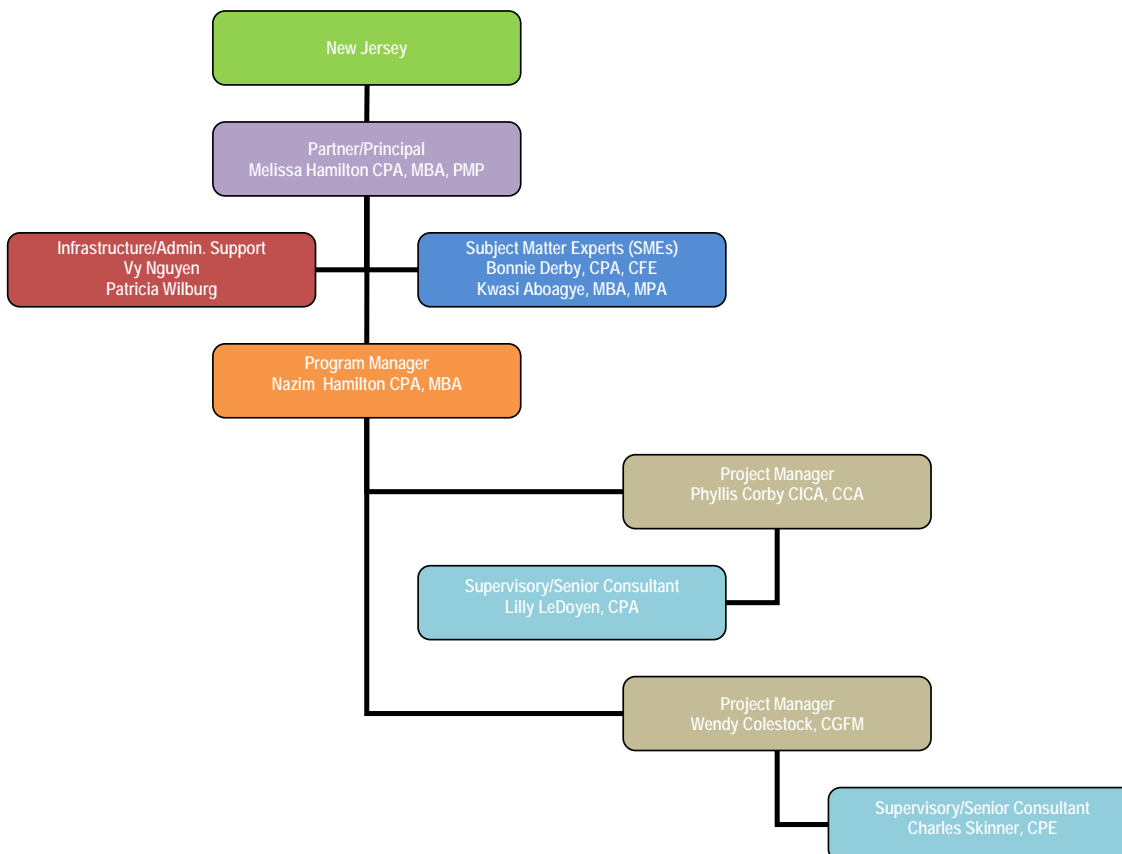 New Jersey
Partner/Principal
Melissa Hamilton CPA, MBA, PMP
Infrastructure/Admin. Support
Vy Nguyen
Patricia Wilburg
Subject Matter Experts (SMEs)
Bonnie Derby, CPA, CFE
Kwasi Aboagye, MBA, MPA
Program Manager
Nazim  Hamilton CPA, MBA
Project Manager
Phyllis Corby CICA, CCA
Supervisory/Senior Consultant
Lilly LeDoyen, CPA
Project Manager
Wendy Colestock, CGFM
Supervisory/Senior Consultant
Charles Skinner, CPE